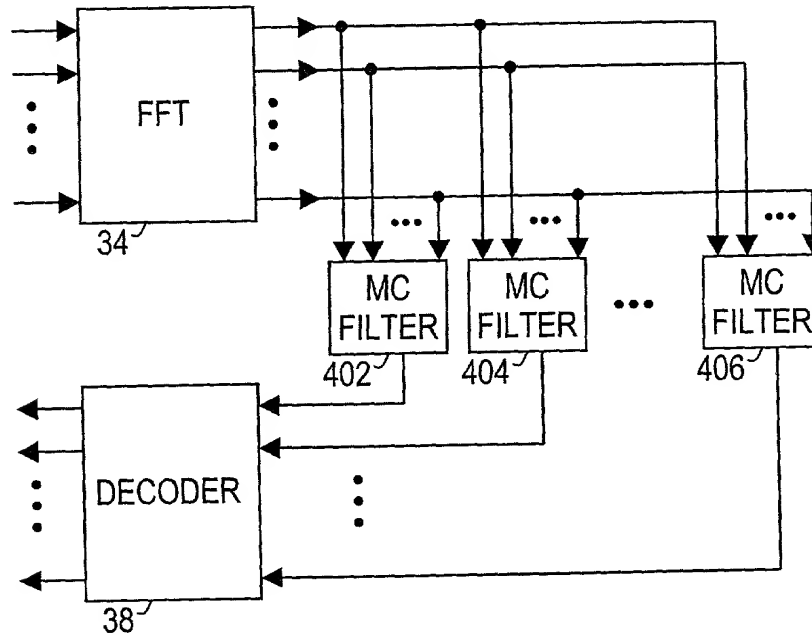 FFT
34
MC
FILTER
402
MC
FILTER
404
MC
FILTER
406
DECODER
38